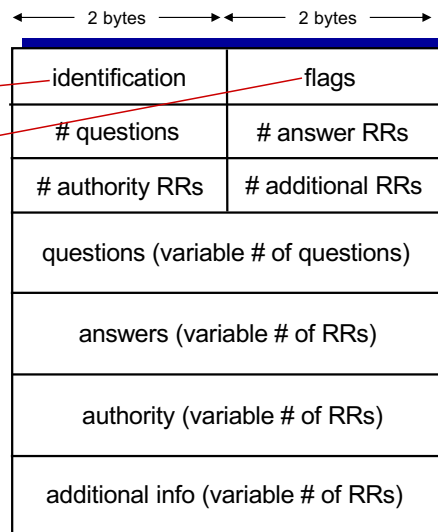 2 bytes 2 bytes
identification flags
# questions # answer RRs
# authority RRs # additional RRs
questions (variable # of questions)
answers (variable # of RRs)
authority (variable # of RRs)
additional info (variable # of RRs)